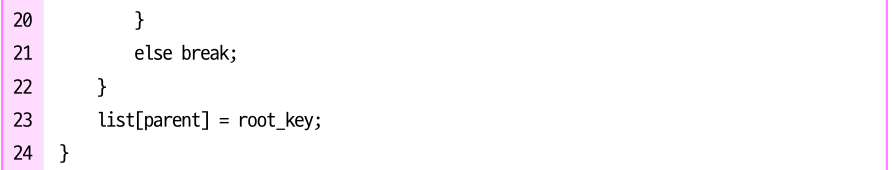 20         }
21         else break;
22     }
23     list[parent] = root_key;
24 }